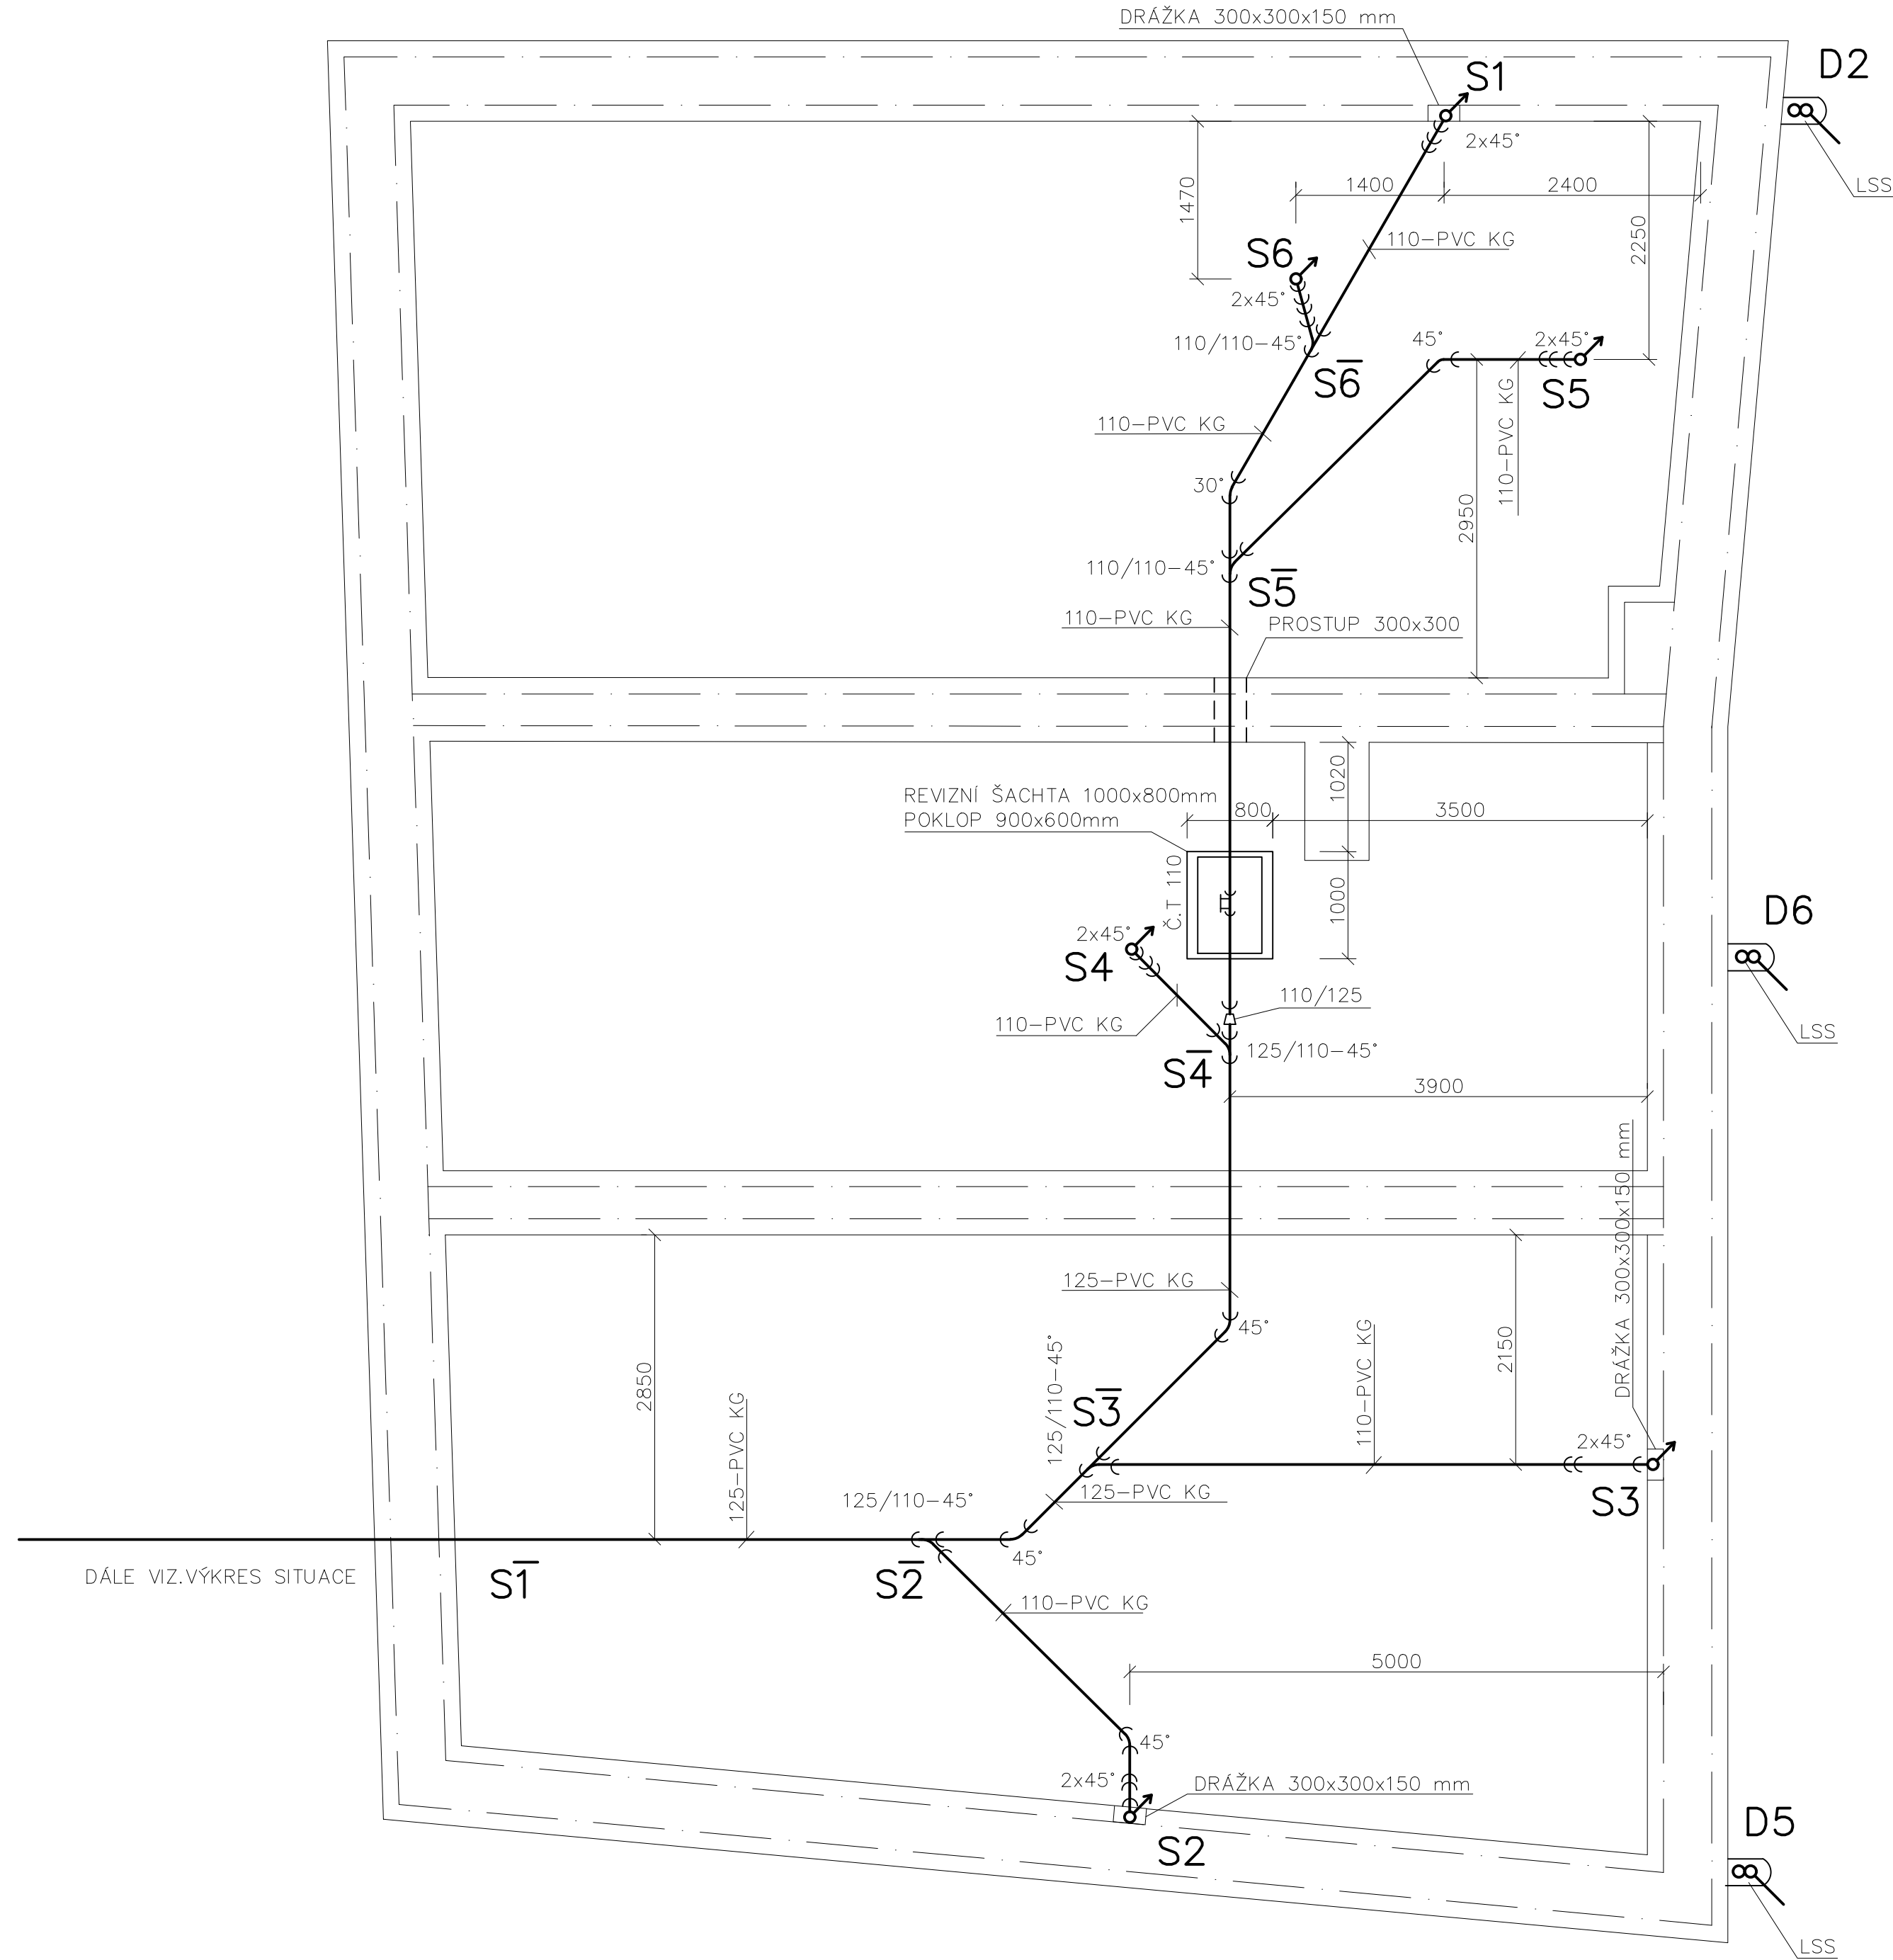 DRÁŽKA 300x300x150 mm
S1
D2
2x45°
LSS
1470
1400
2400
2250
110-PVC KG
S6
2x45°
110/110-45°
S6
45°
2x45°
S5
110-PVC KG
110-PVC KG
30°
2950
110/110-45°
S5
110-PVC KG
PROSTUP 300x300
1020
REVIZNÍ ŠACHTA 1000x800mm
POKLOP 900x600mm
800
3500
Č.T 110
1000
D6
2x45°
S4
110/125
110-PVC KG
LSS
S4
125/110-45°
3900
DRÁŽKA 300x300x150 mm
125-PVC KG
45°
2850
125/110-45°
110-PVC KG
2150
125-PVC KG
S3
2x45°
125-PVC KG
S3
125/110-45°
45°
DÁLE VIZ.VÝKRES SITUACE
S1
S2
110-PVC KG
5000
45°
2x45°
DRÁŽKA 300x300x150 mm
D5
S2
LSS